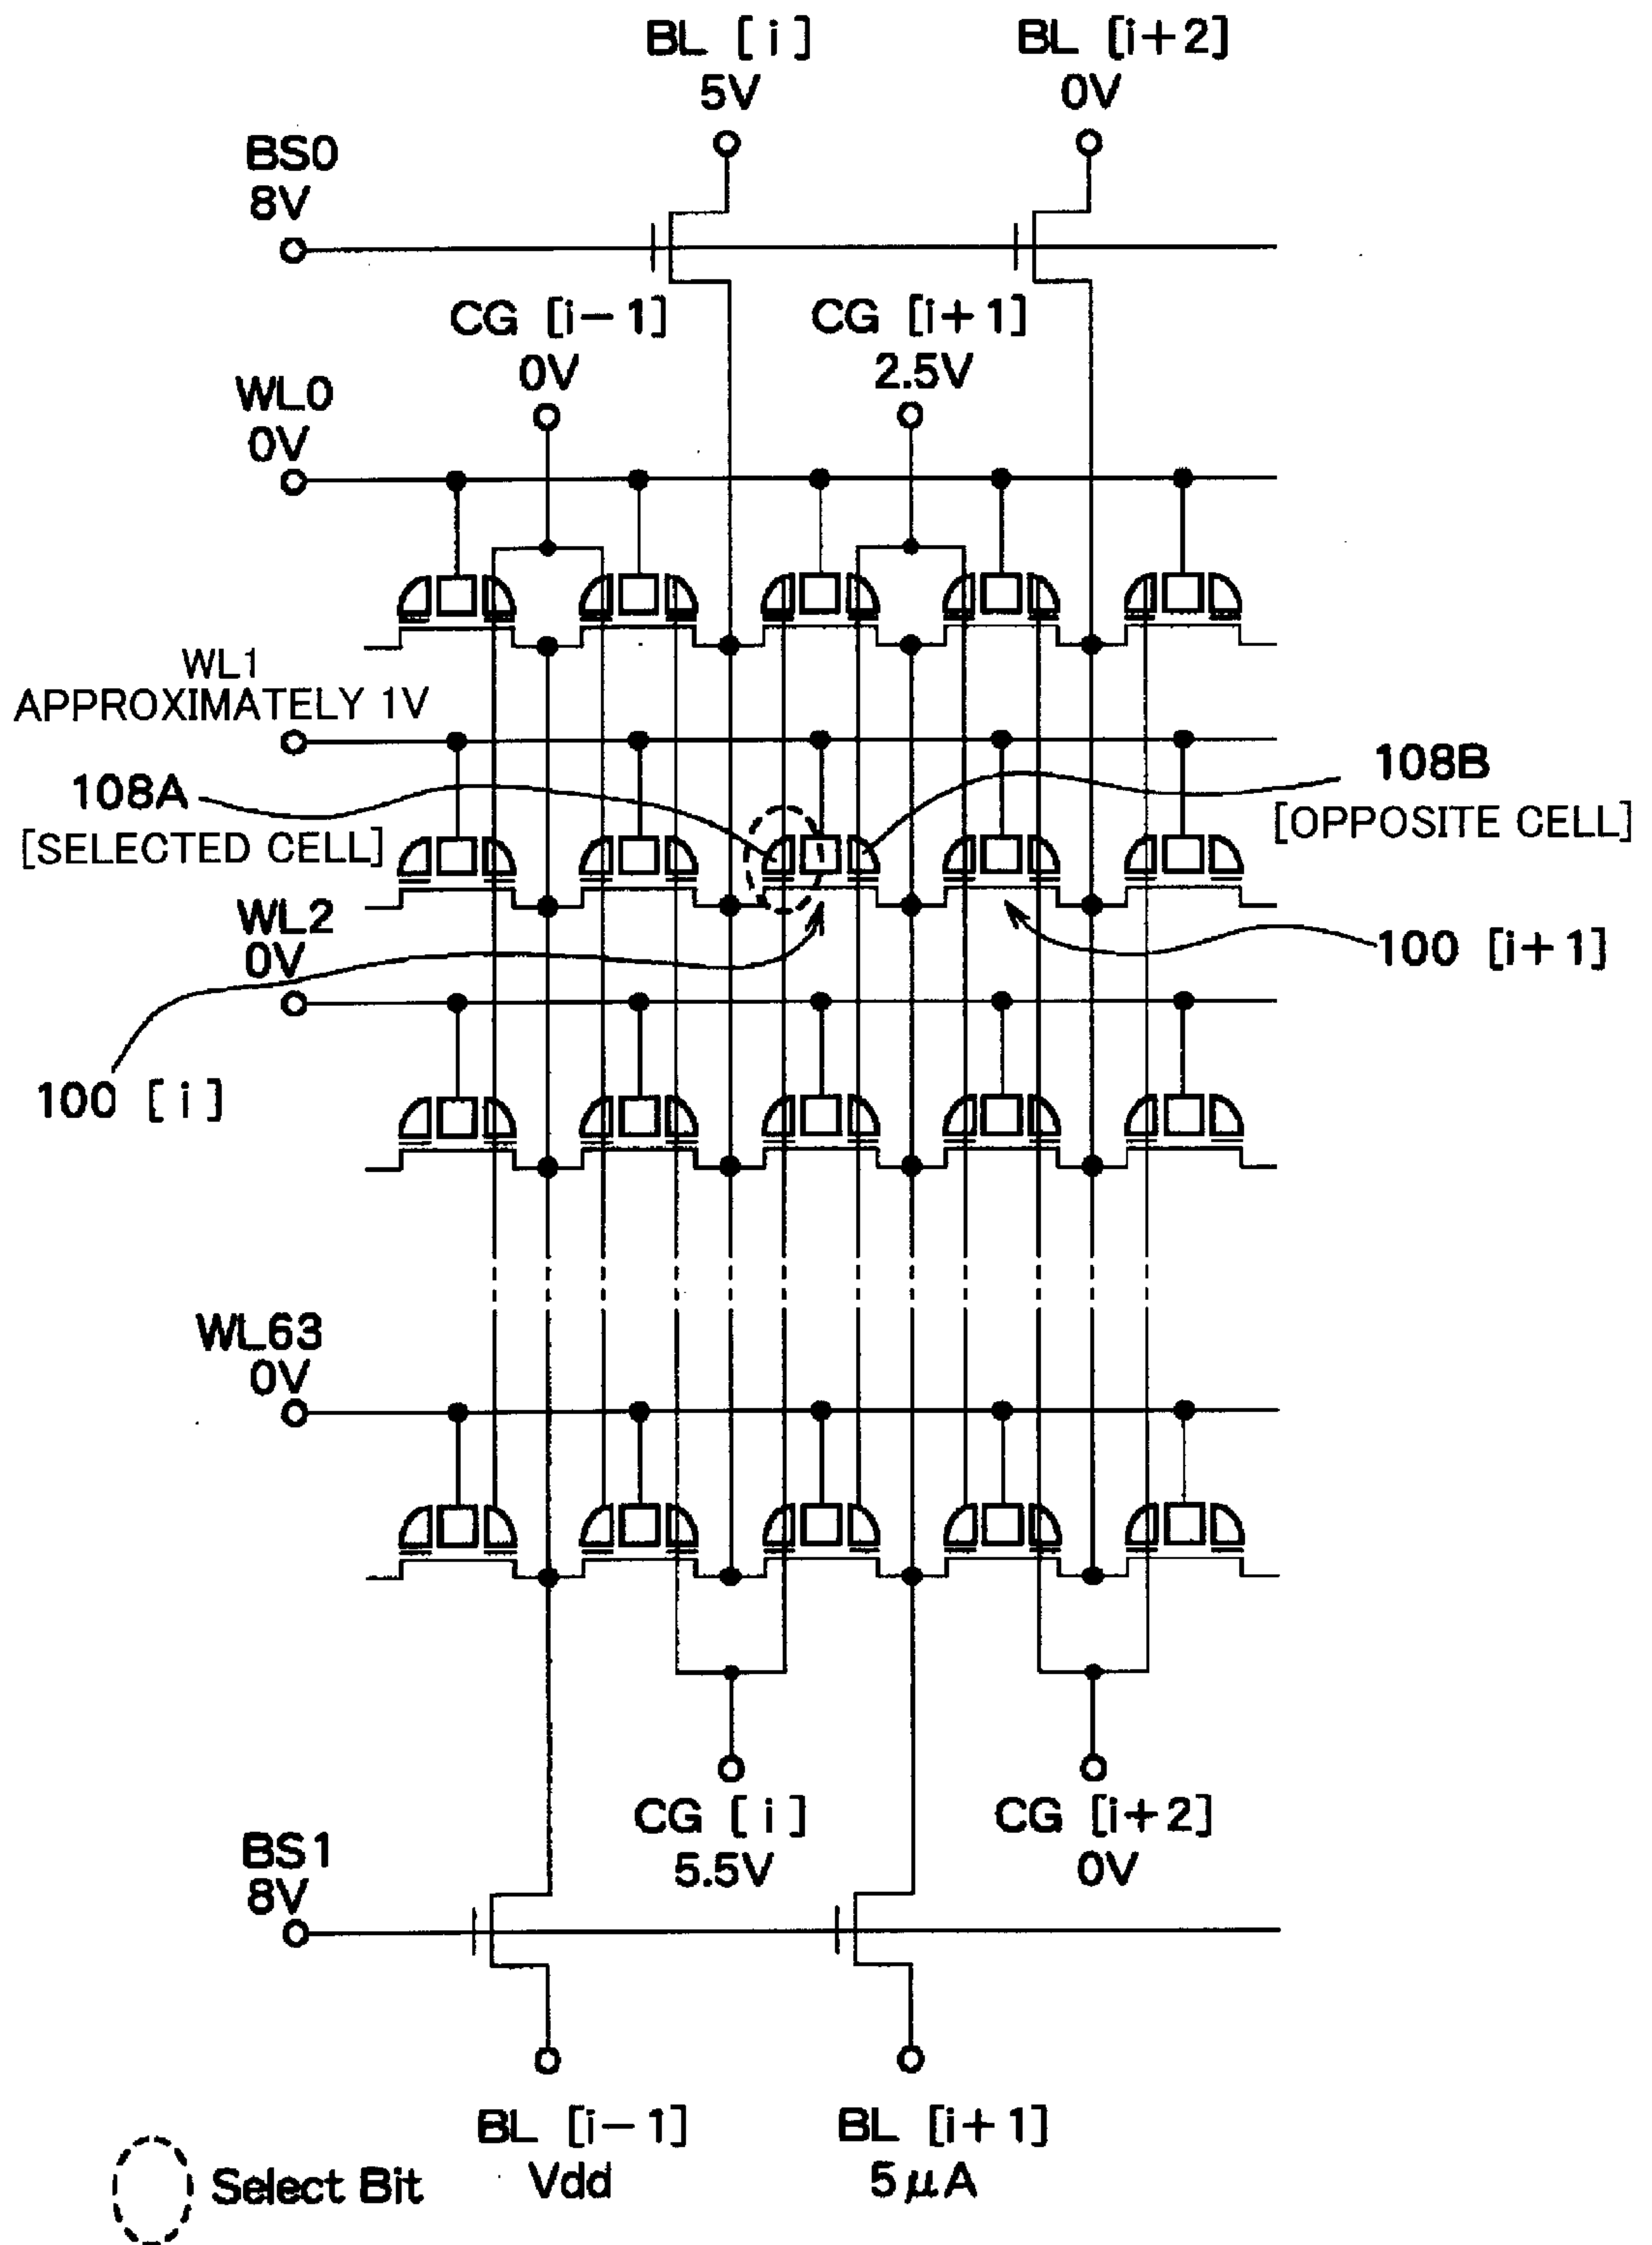 BL [ i ]
5V
BL [i+2]
0V
BS0
8V
CG [i-1]
0V
CG [i+1]
2.5V
WL0
0V
WL1
APPROXIMATELY 1V
108A
[SELECTED CELL]
108B
[OPPOSITE CELL]
WL2
0V
100 [i+1]
100 [ i ]
WL63
0V
CG [ i ]
5.5V
CG [i+2]
0V
BS1
8V
BL [i-1]
Vdd
BL [i+1]
5μA
Select Bit